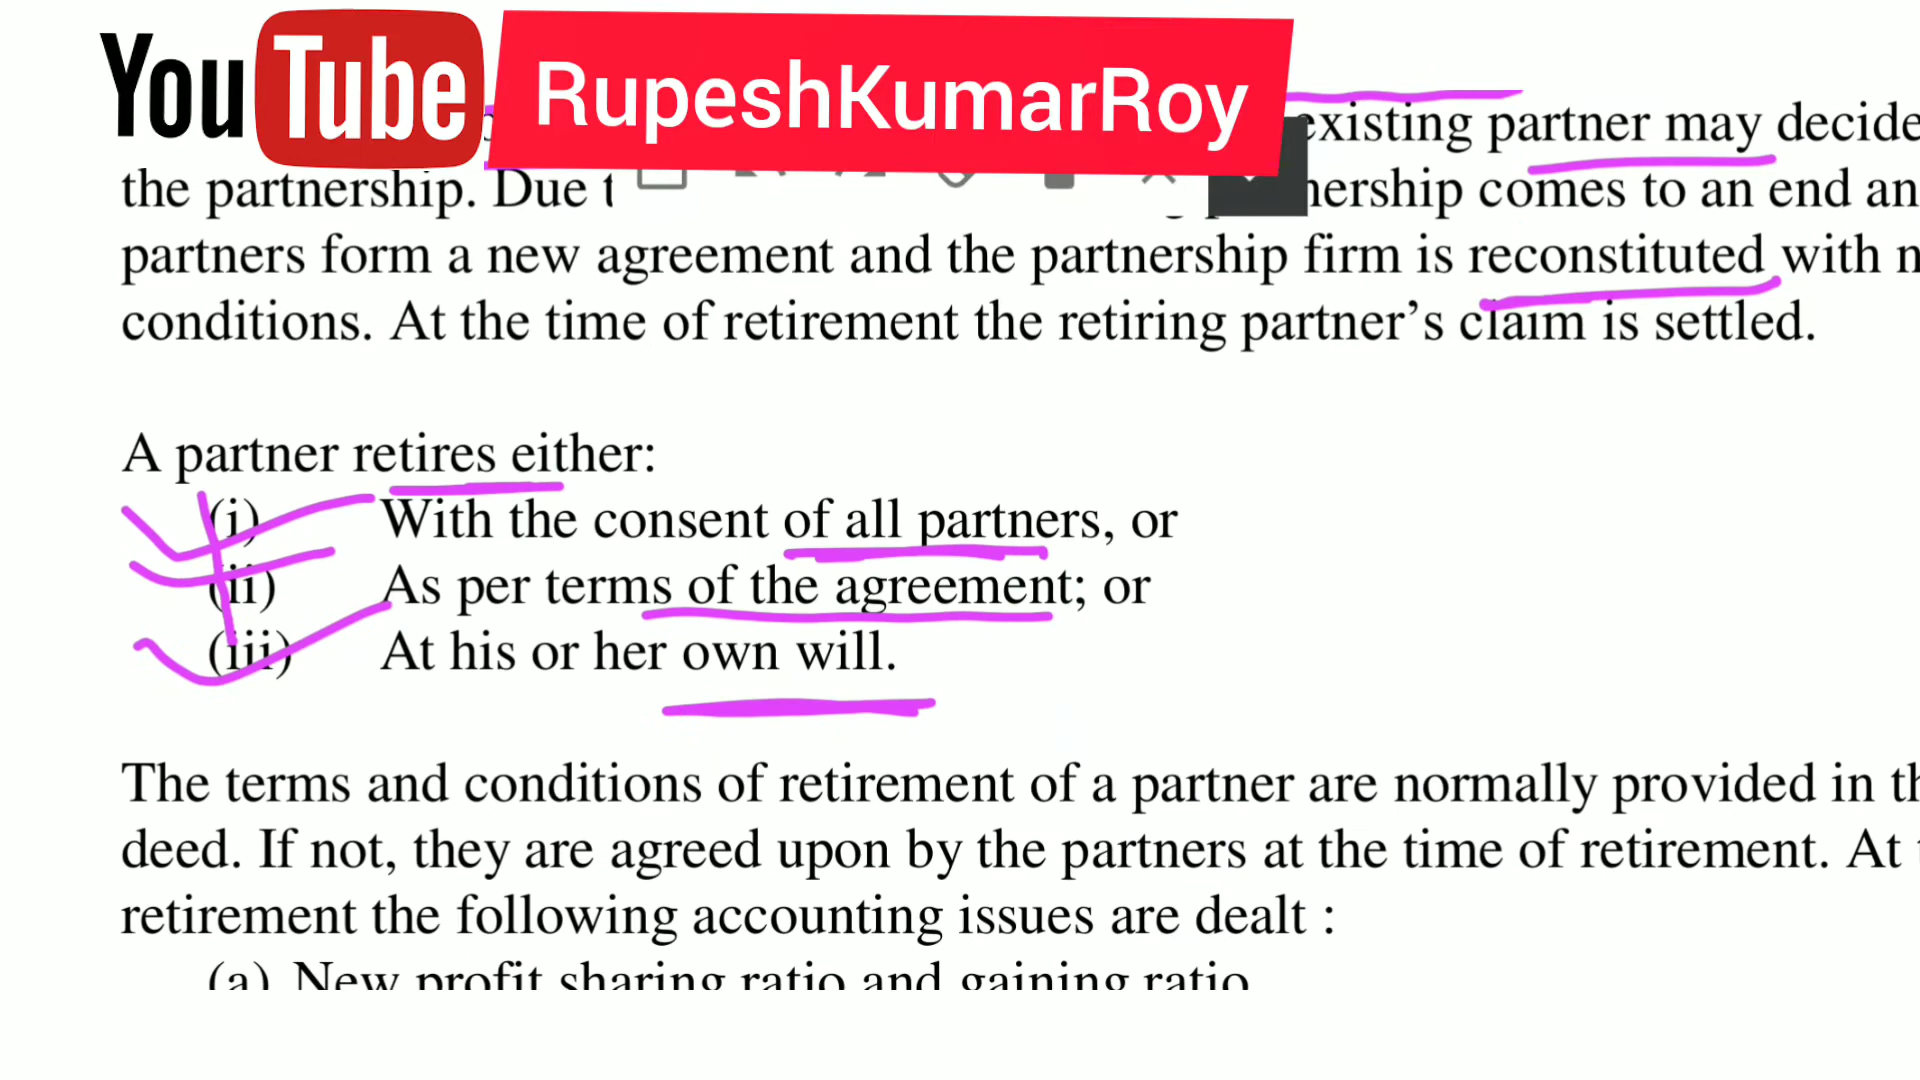 YouTube RupeshKumarRoy
existing partner may decide
the partnership. Due nership comes to an end an
partners form a new agreement and the partnership firm is reconstituted with
conditions. At the time of retirement the retiring partner's claim is settled.
A partner retires either:
(i) With the consent of all partners, or
(ii) As per terms of the agreement; or
(iii) At his or her own will.
The terms and conditions of retirement of a partner are normally provided in th
deed. If not, they are agreed upon by the partners at the time of retirement. At
retirement the following accounting issues are dealt :
(a) New profit sharing ratio and gaining ratio